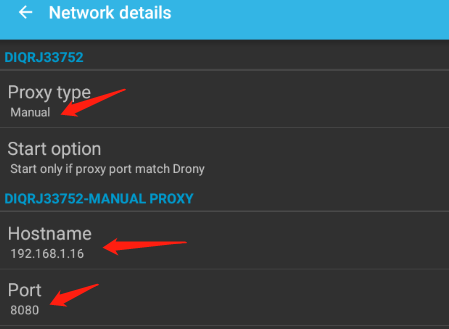 Network details
DIQRJ33752
Proxy type
Manual
Start option
Start only if proxy port match Drony
DIQRJ33752-MANUAL PROXY
Hostname
192.168.1.16
Port
8080